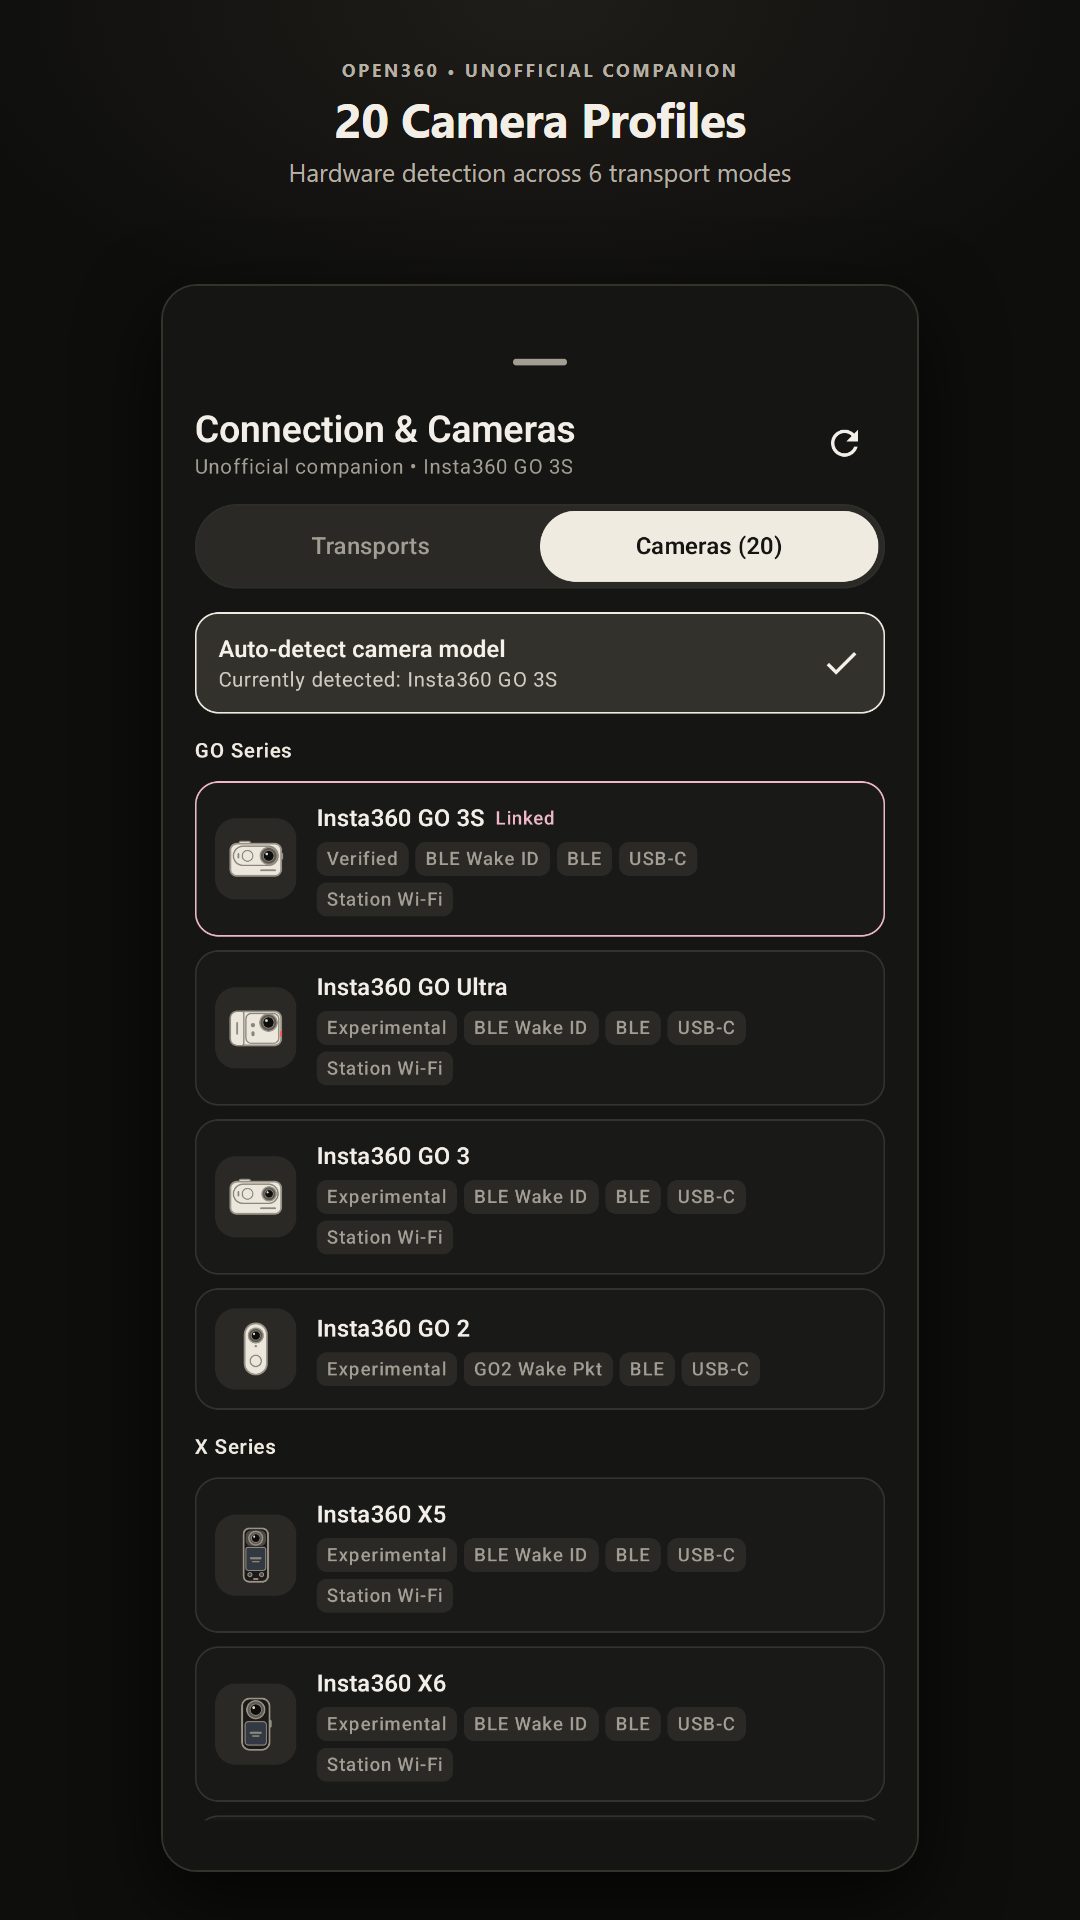 OPEN360 • UNOFFICIAL COMPANION
20 Camera Profiles
Hardware detection across 6 transport modes
Connection & Cameras
Unofficial companion • Insta360 GO 3S
Transports
Cameras (20)
Auto-detect camera model
Currently detected: Insta360 GO 3S
GO Series
Insta360 GO 3S Linked
Verified BLE Wake ID BLE USB-C
Station Wi-Fi
Insta360 GO Ultra
Experimental BLE Wake ID BLE USB-C
Station Wi-Fi
Insta360 GO 3
Experimental BLE Wake ID BLE USB-C
Station Wi-Fi
Insta360 GO 2
Experimental GO2 Wake Pkt BLE USB-C
X Series
Insta360 X5
Experimental BLE Wake ID BLE USB-C
Station Wi-Fi
Insta360 X6
Experimental BLE Wake ID BLE USB-C
Station Wi-Fi